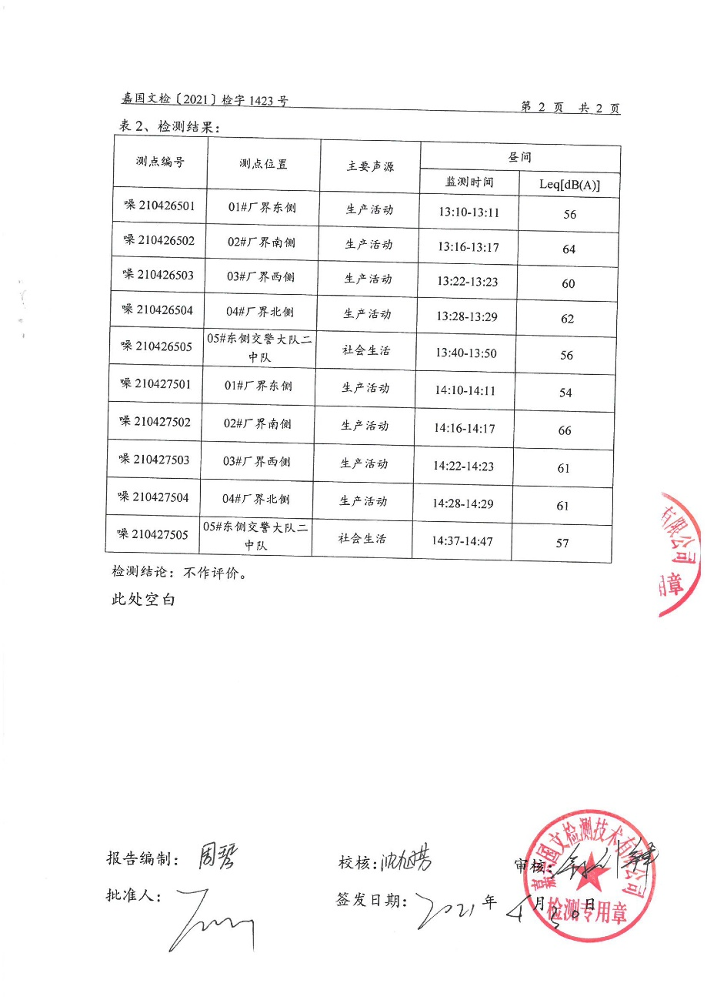 嘉国文检〔2021〕检字1423号
第 2 页 共 2 页
表 2、检测结果：
测点编号 测点位置 主要声源 昼间
监测时间 Leq[dB(A)]
噪 210426501 01#厂界东侧 生产活动 13:10-13:11 56
噪 210426502 02#厂界南侧 生产活动 13:16-13:17 64
噪 210426503 03#厂界西侧 生产活动 13:22-13:23 60
噪 210426504 04#厂界北侧 生产活动 13:28-13:29 62
噪 210426505 05#东侧交警大队二中队 社会生活 13:40-13:50 56
噪 210427501 01#厂界东侧 生产活动 14:10-14:11 54
噪 210427502 02#厂界南侧 生产活动 14:16-14:17 66
噪 210427503 03#厂界西侧 生产活动 14:22-14:23 61
噪 210427504 04#厂界北侧 生产活动 14:28-14:29 61
噪 210427505 05#东侧交警大队二中队 社会生活 14:37-14:47 57
检测结论：不作评价。
此处空白
有限公司
用章
报告编制： 校核： 审核：
批准人： 签发日期： 2021 年 4 月 30 日
国文检测技术有限公司
检测专用章